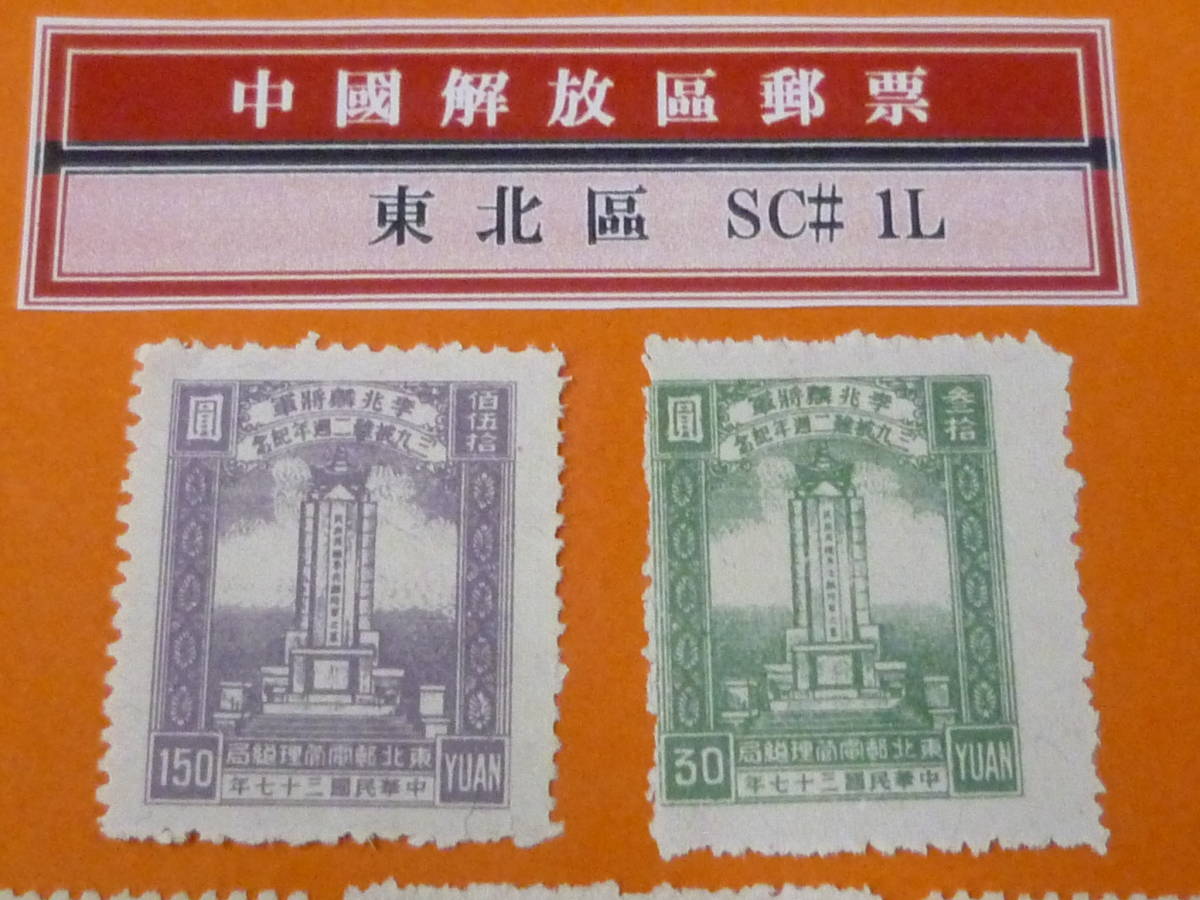 中國解放區郵票
東北區 SC# 1L
圓 李兆麟將軍 佰伍拾
三九被難二週年紀念
東北郵電管理總局
150 中華民國三十七年 YUAN
圓 李兆麟將軍 叁拾
三九被難二週年紀念
東北郵電管理總局
30 中華民國三十七年 YUAN